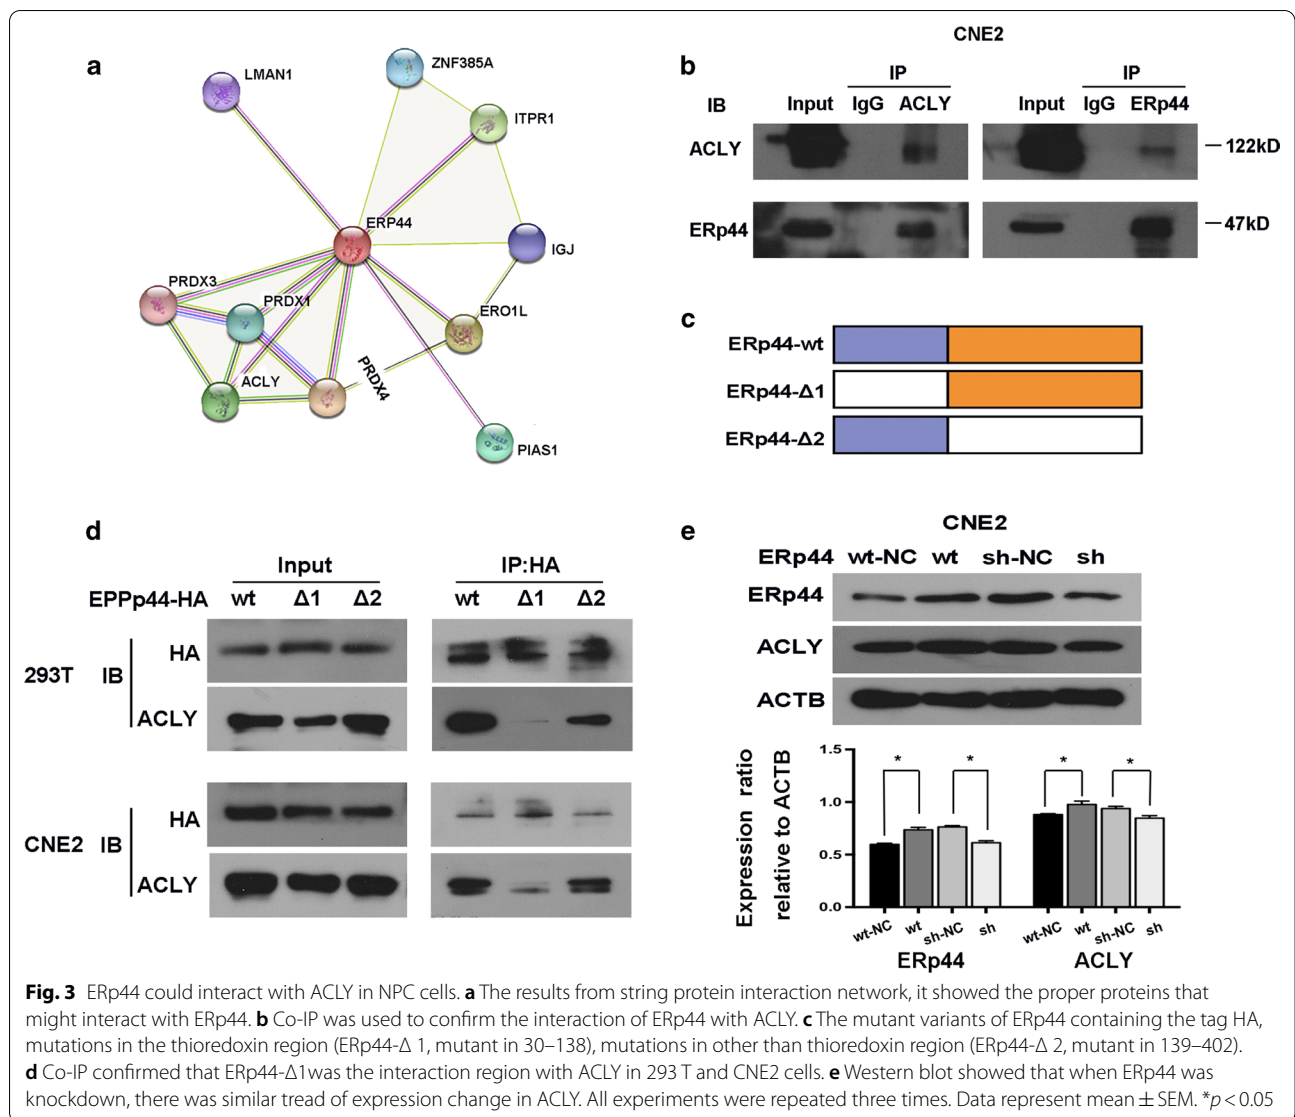 a
LMAN1
ZNF385A
ITPR1
ERP44
IGJ
PRDX3
PRDX1
ERO1L
ACLY
PRDX4
PIAS1
CNE2
b
IP
IP
IB
Input
IgG
ACLY
Input
IgG
ERp44
ACLY
122kD
ERp44
47kD
c
ERp44-wt
ERp44-Δ1
ERp44-Δ2
d
Input
IP:HA
EPPp44-HA
wt
Δ1
Δ2
wt
Δ1
Δ2
293T
IB
HA
ACLY
CNE2
IB
HA
ACLY
e
CNE2
ERp44
wt-NC
wt
sh-NC
sh
ERp44
ACLY
ACTB
Expression ratio
relative to ACTB
1.5
1.0
0.5
0.0
*
*
*
*
wt-NC
wt
sh-NC
sh
wt-NC
wt
sh-NC
sh
ERp44
ACLY
Fig. 3 ERp44 could interact with ACLY in NPC cells. a The results from string protein interaction network, it showed the proper proteins that
might interact with ERp44. b Co-IP was used to confirm the interaction of ERp44 with ACLY. c The mutant variants of ERp44 containing the tag HA,
mutations in the thioredoxin region (ERp44-Δ 1, mutant in 30–138), mutations in other than thioredoxin region (ERp44-Δ 2, mutant in 139–402).
d Co-IP confirmed that ERp44-Δ1was the interaction region with ACLY in 293 T and CNE2 cells. e Western blot showed that when ERp44 was
knockdown, there was similar tread of expression change in ACLY. All experiments were repeated three times. Data represent mean ± SEM. *p < 0.05